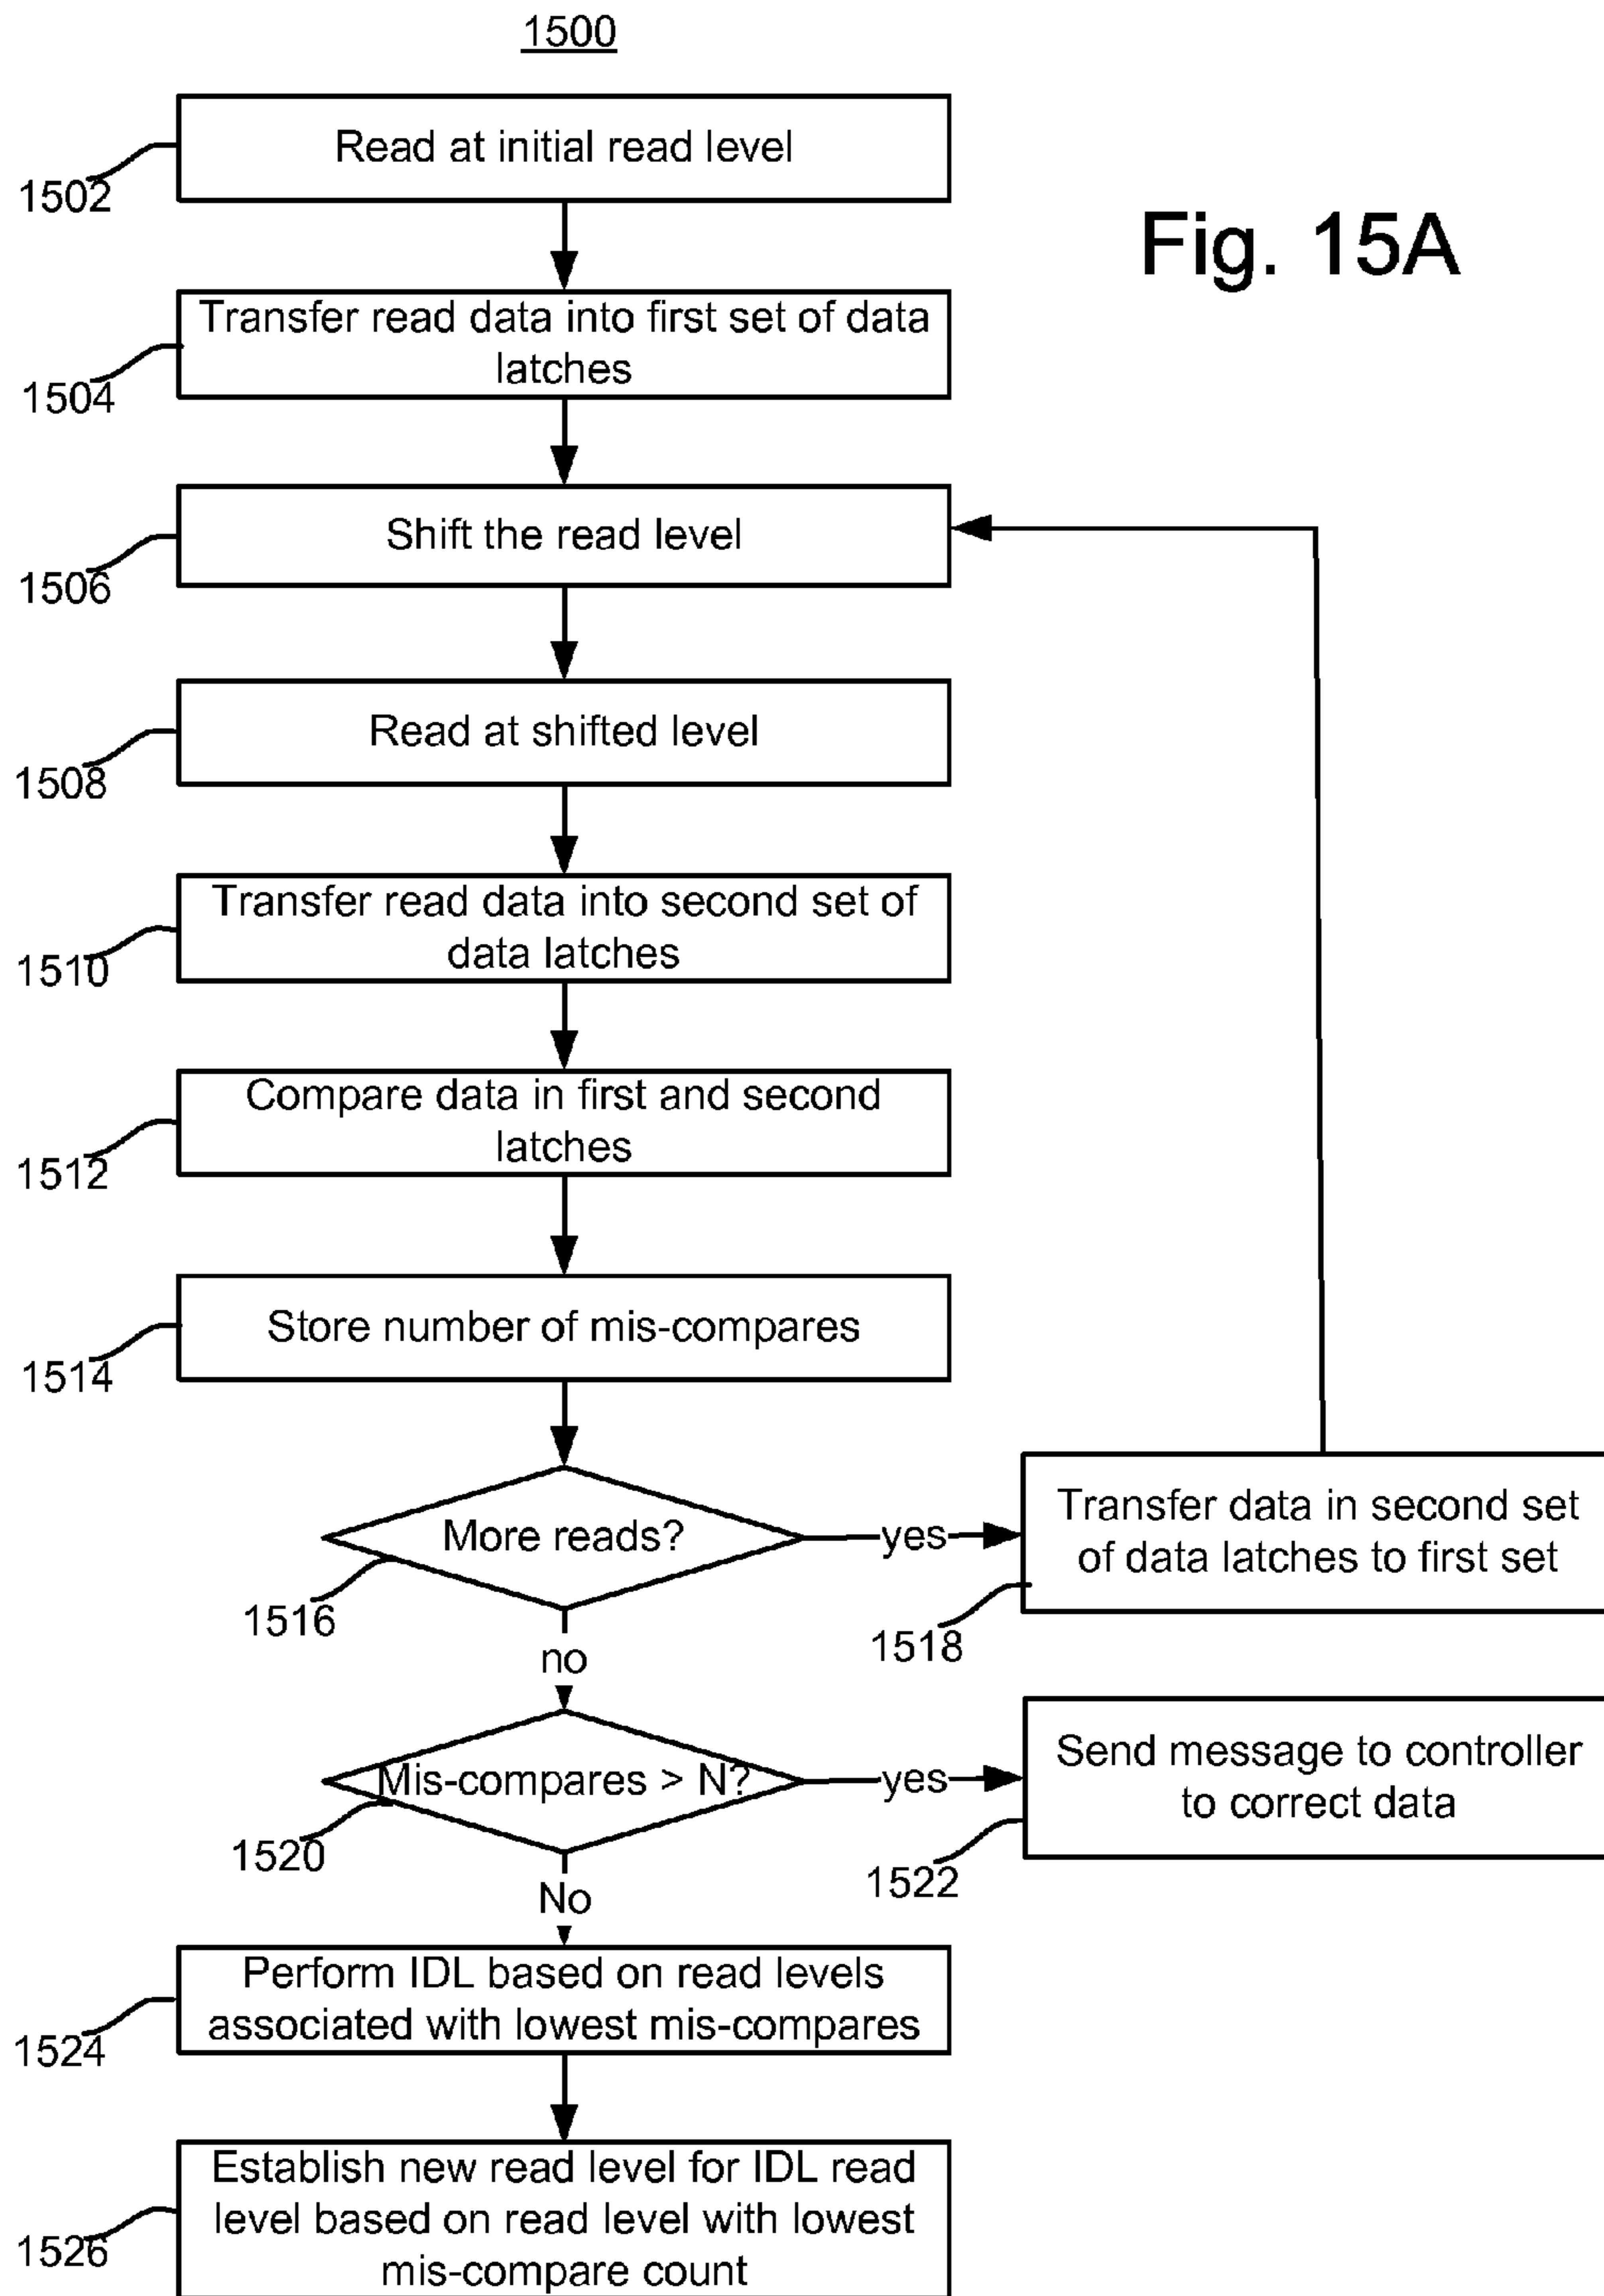 1500
Read at initial read level
1502
Fig. 15A
Transfer read data into first set of data
latches
1504
Shift the read level
1506
Read at shifted level
1508
Transfer read data into second set of
data latches
1510
Compare data in first and second
latches
1512
Store number of mis-compares
1514
More reads?
yes
Transfer data in second set
of data latches to first set
1516
1518
no
Mis-compares > N?
yes
Send message to controller
to correct data
1520
1522
No
Perform IDL based on read levels
associated with lowest mis-compares
1524
Establish new read level for IDL read
level based on read level with lowest
mis-compare count
1526